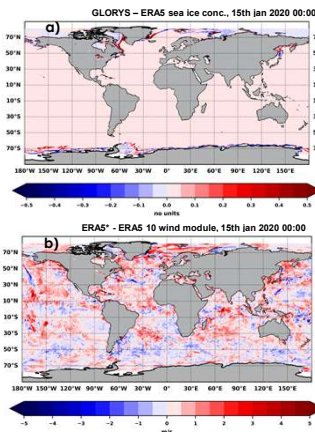 GLORYS – ERA5 sea ice conc., 15th jan 2020 00:00
a)
70°N
50°N
30°N
10°N
10°S
30°S
50°S
70°S
180°W 150°W 120°W 90°W 60°W 30°W 0° 30°E 60°E 90°E 120°E 150°E
−0.5 −0.4 −0.3 −0.2 −0.1 0.0 0.1 0.2 0.3 0.4 0.5
no units
ERA5* - ERA5 10 wind module, 15th jan 2020 00:00
b)
70°N
50°N
30°N
10°N
10°S
30°S
50°S
70°S
180°W 150°W 120°W 90°W 60°W 30°W 0° 30°E 60°E 90°E 120°E 150°E
−5 −4 −3 −2 −1 0 1 2 3 4 5